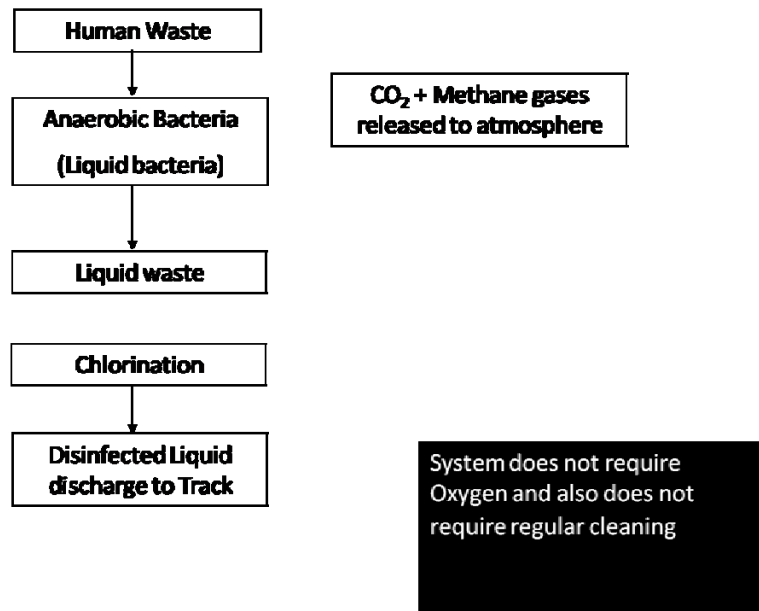 Human Waste
Anaerobic Bacteria
(Liquid bacteria)
CO₂ + Methane gases
released to atmosphere
Liquid waste
Chlorination
Disinfected Liquid
discharge to Track
System does not require
Oxygen and also does not
require regular cleaning